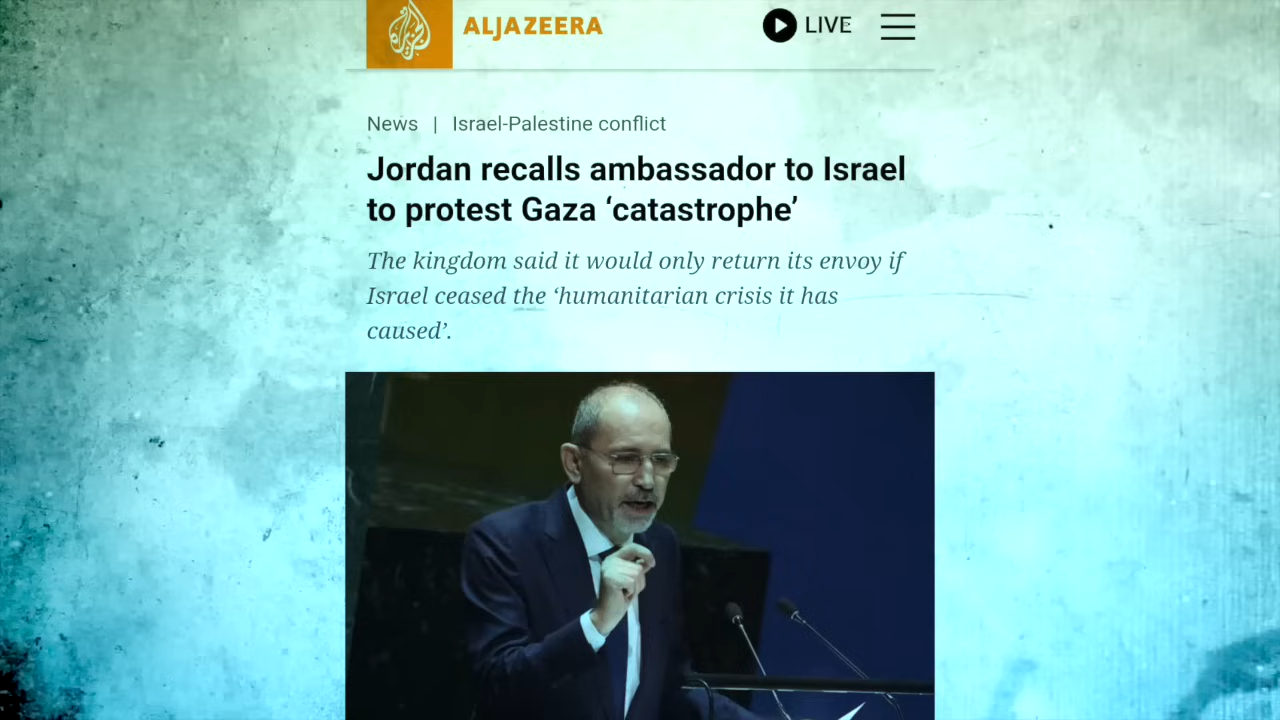 ALJAZEERA
LIVE
News | Israel-Palestine conflict
Jordan recalls ambassador to Israel
to protest Gaza ‘catastrophe’
The kingdom said it would only return its envoy if
Israel ceased the ‘humanitarian crisis it has
caused’.